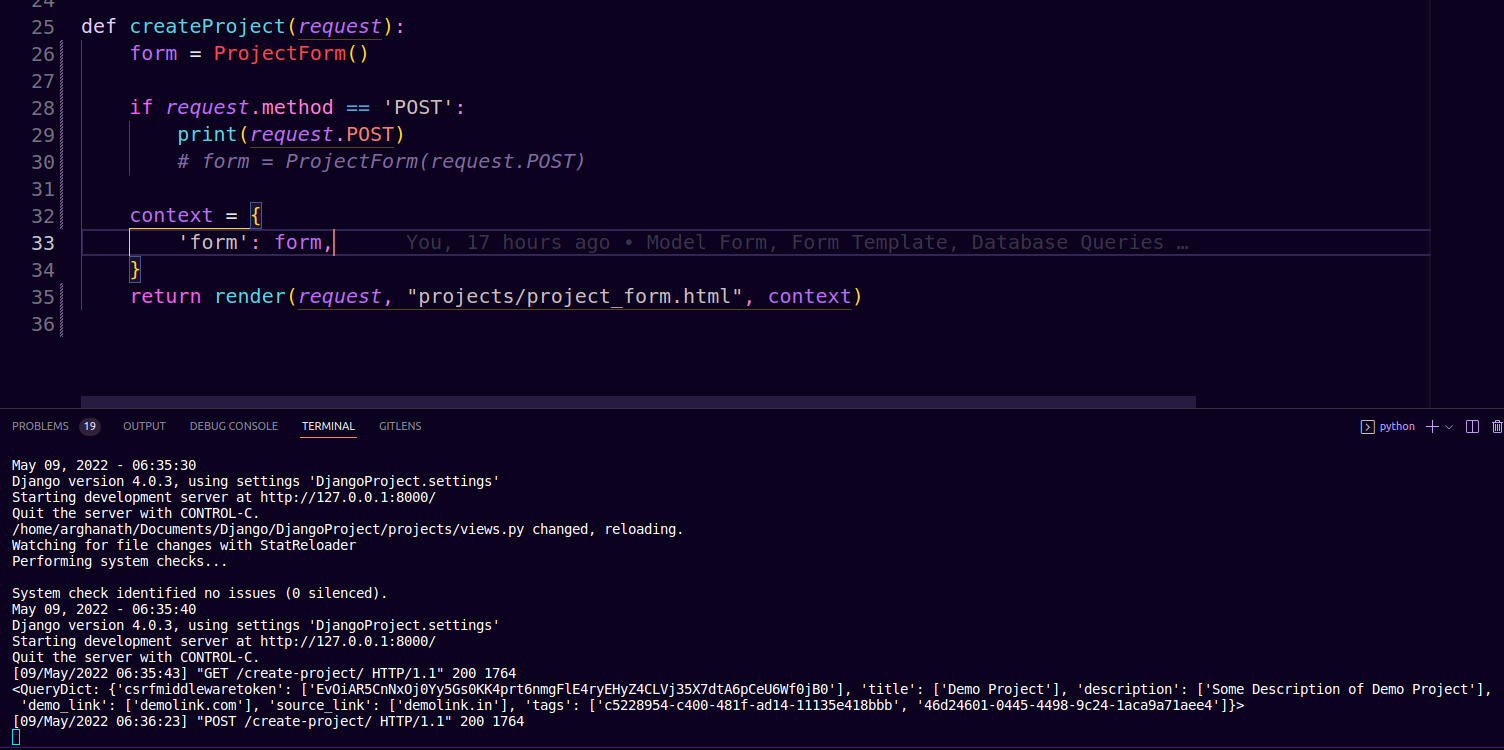 24
25 def createProject(request):
26 form = ProjectForm()
27
28 if request.method == 'POST':
29 print(request.POST)
30 # form = ProjectForm(request.POST)
31
32 context = {
33 'form': form, You, 17 hours ago • Model Form, Form Template, Database Queries …
34 }
35 return render(request, "projects/project_form.html", context)
36
PROBLEMS 19 OUTPUT DEBUG CONSOLE TERMINAL GITLENS python
May 09, 2022 - 06:35:30
Django version 4.0.3, using settings 'DjangoProject.settings'
Starting development server at http://127.0.0.1:8000/
Quit the server with CONTROL-C.
/home/arghanath/Documents/Django/DjangoProject/projects/views.py changed, reloading.
Watching for file changes with StatReloader
Performing system checks...
System check identified no issues (0 silenced).
May 09, 2022 - 06:35:40
Django version 4.0.3, using settings 'DjangoProject.settings'
Starting development server at http://127.0.0.1:8000/
Quit the server with CONTROL-C.
[09/May/2022 06:35:43] "GET /create-project/ HTTP/1.1" 200 1764
<QueryDict: {'csrfmiddlewaretoken': ['EvOiAR5CnNxOj0Yy5Gs0KK4prt6nmgFlE4ryEHyZ4CLVj35X7dtA6pCeU6Wf0jB0'], 'title': ['Demo Project'], 'description': ['Some Description of Demo Project'],
'demo_link': ['demolink.com'], 'source_link': ['demolink.in'], 'tags': ['c5228954-c400-481f-ad14-11135e418bbb', '46d24601-0445-4498-9c24-1aca9a71aee4']}>
[09/May/2022 06:36:23] "POST /create-project/ HTTP/1.1" 200 1764